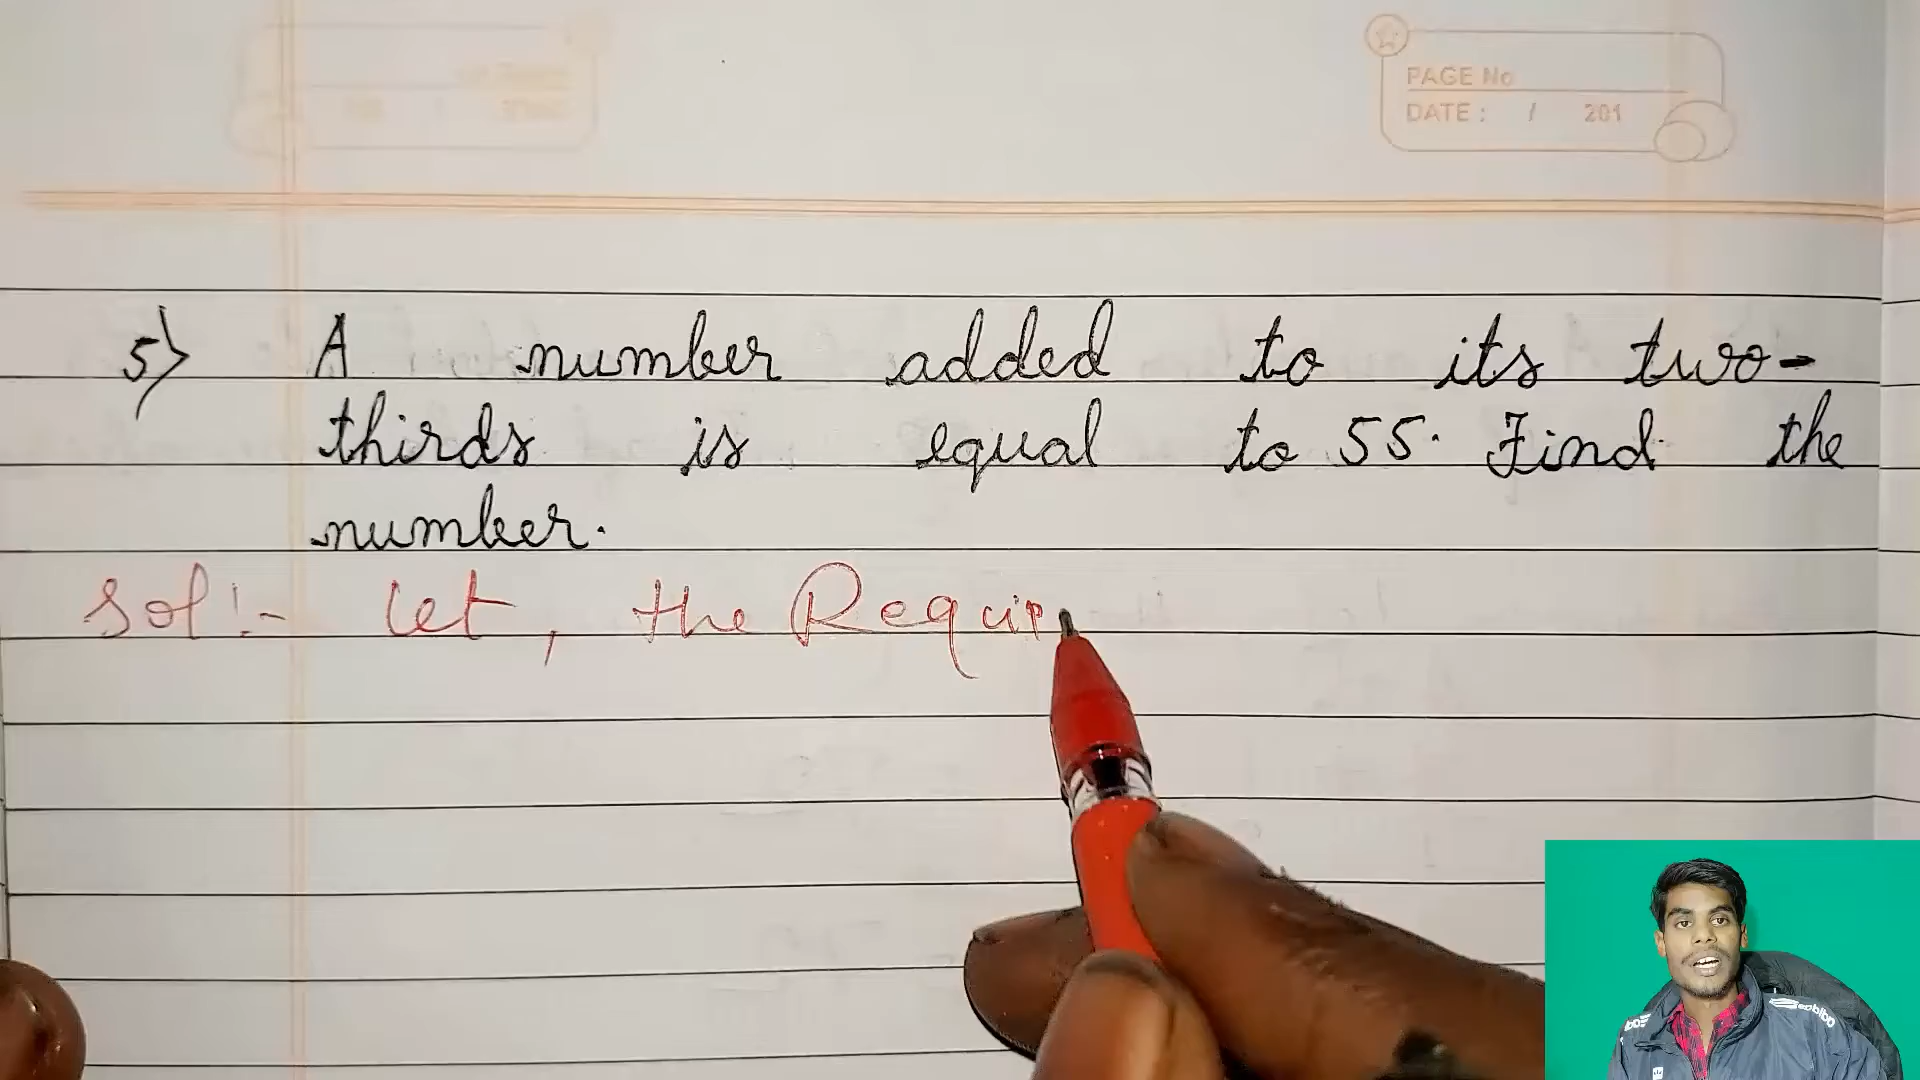 PAGE No
DATE : / 201
5) A number added to its two-
thirds is equal to 55. Find the
number.
Sol:- let, the Requir